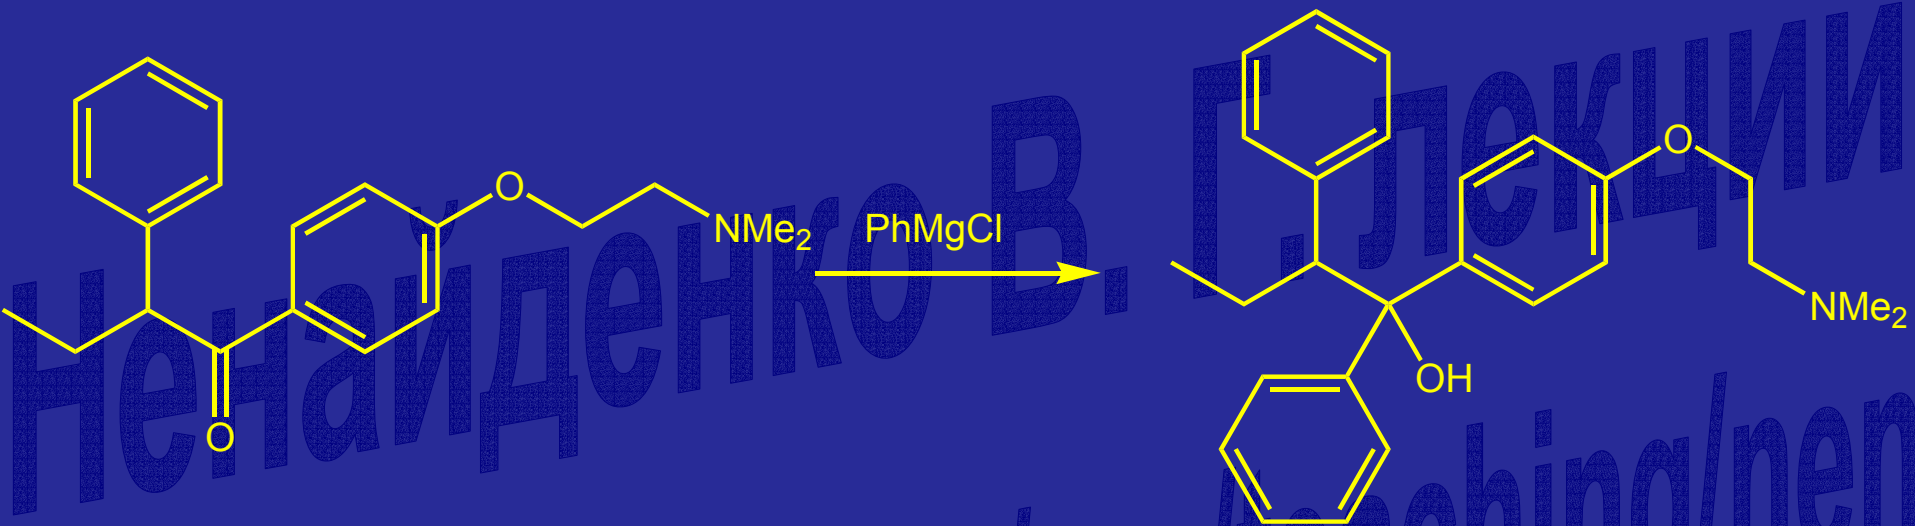 Ненайденко В. Г. лекции
O
O
NMe2
PhMgCl
O
NMe2
OH